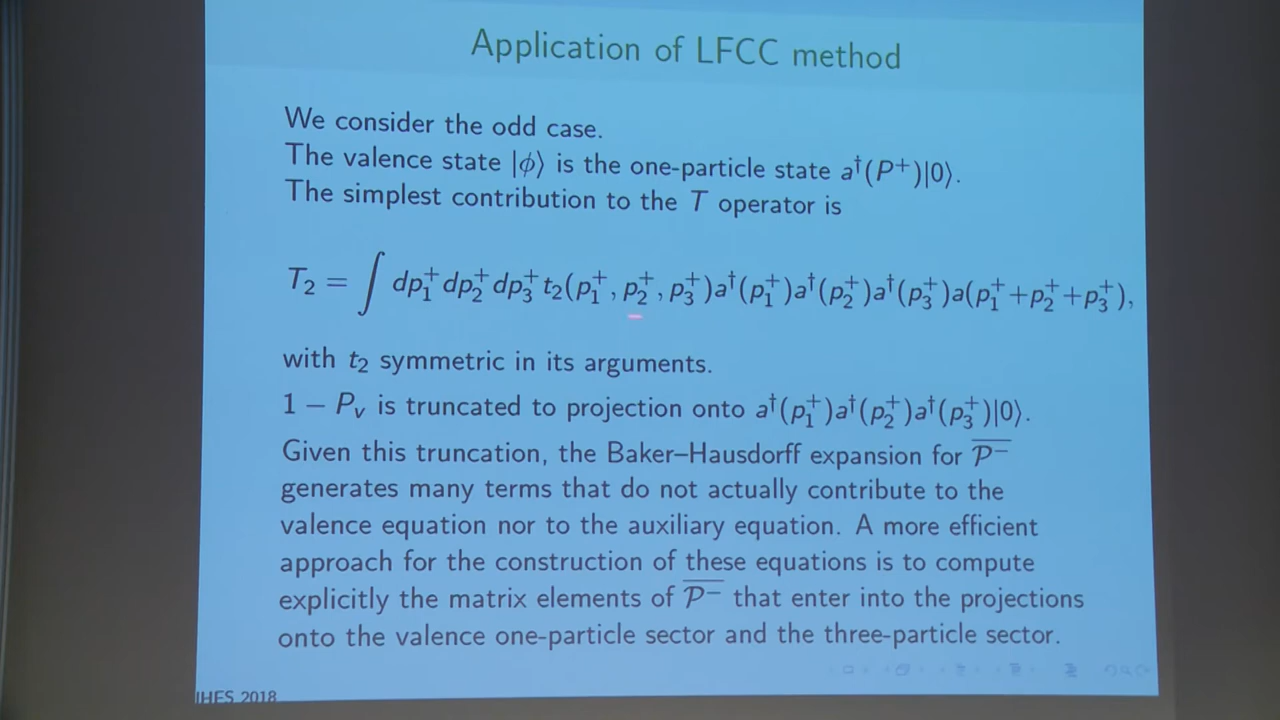 Application of LFCC method
We consider the odd case.
The valence state |ϕ⟩ is the one-particle state a†(P⁺)|0⟩.
The simplest contribution to the T operator is
T₂ = ∫ dp₁⁺dp₂⁺dp₃⁺t₂(p₁⁺, p₂⁺, p₃⁺)a†(p₁⁺)a†(p₂⁺)a†(p₃⁺)a(p₁⁺+p₂⁺+p₃⁺),
with t₂ symmetric in its arguments.
1 − Pᵥ is truncated to projection onto a†(p₁⁺)a†(p₂⁺)a†(p₃⁺)|0⟩.
Given this truncation, the Baker–Hausdorff expansion for \overline{𝒫⁻}
generates many terms that do not actually contribute to the
valence equation nor to the auxiliary equation. A more efficient
approach for the construction of these equations is to compute
explicitly the matrix elements of \overline{𝒫⁻} that enter into the projections
onto the valence one-particle sector and the three-particle sector.
IHES 2018